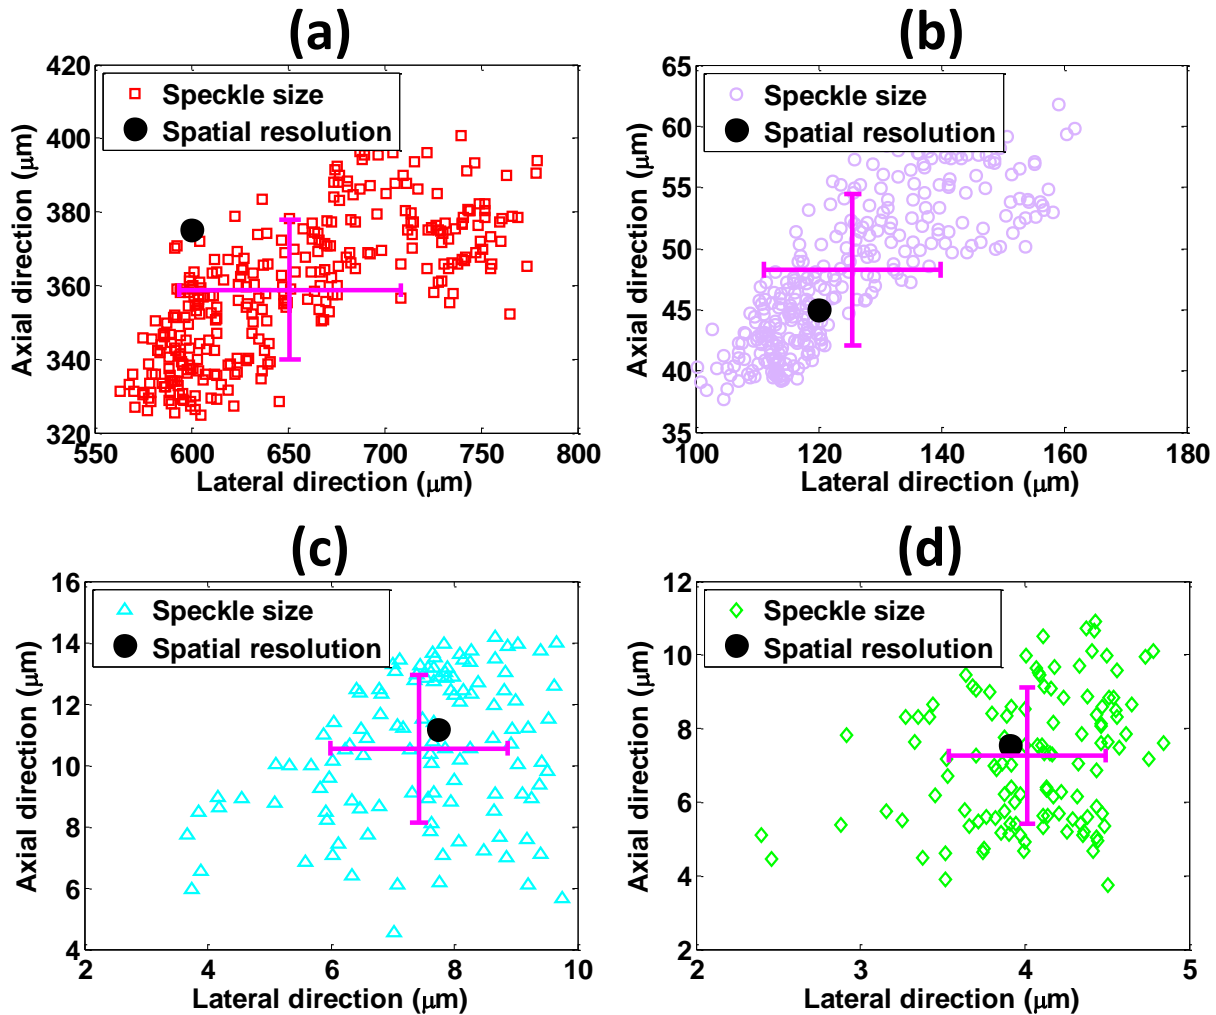 (a)
420
400
380
360
340
320
Axial direction (μm)
Speckle size
Spatial resolution
550 600 650 700 750 800
Lateral direction (μm)
(b)
65
60
55
50
45
40
35
Axial direction (μm)
Speckle size
Spatial resolution
100 120 140 160 180
Lateral direction (μm)
(c)
16
14
12
10
8
6
4
Axial direction (μm)
Speckle size
Spatial resolution
2 4 6 8 10
Lateral direction (μm)
(d)
12
10
8
6
4
2
Axial direction (μm)
Speckle size
Spatial resolution
2 3 4 5
Lateral direction (μm)